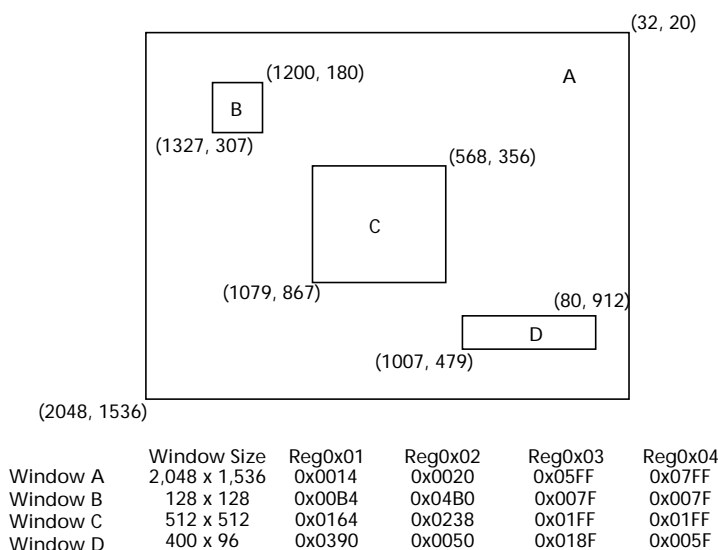 (32, 20)
A
(1200, 180)
B
(1327, 307)
(568, 356)
C
(1079, 867)
(80, 912)
D
(1007, 479)
(2048, 1536)
Window Size Reg0x01 Reg0x02 Reg0x03 Reg0x04
Window A 2,048 x 1,536 0x0014 0x0020 0x05FF 0x07FF
Window B 128 x 128 0x00B4 0x04B0 0x007F 0x007F
Window C 512 x 512 0x0164 0x0238 0x01FF 0x01FF
Window D 400 x 96 0x0390 0x0050 0x018F 0x005F